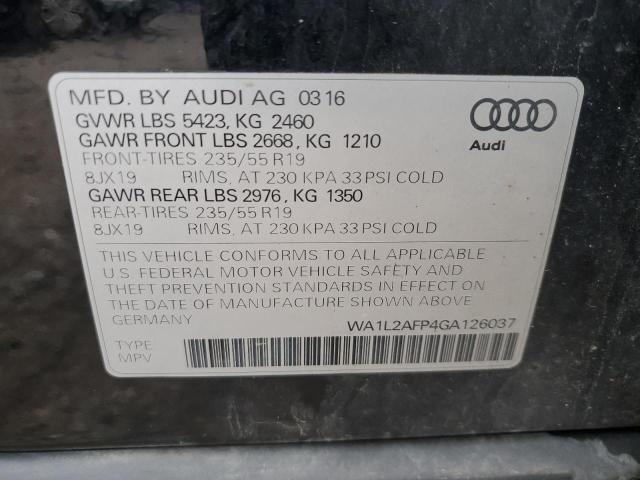 MFD. BY AUDI AG 0316
GVWR LBS 5423, KG 2460
GAWR FRONT LBS 2668, KG 1210
FRONT-TIRES 235/55 R19
8JX19 RIMS, AT 230 KPA 33 PSI COLD
GAWR REAR LBS 2976, KG 1350
REAR-TIRES 235/55 R19
8JX19 RIMS, AT 230 KPA 33 PSI COLD
Audi
THIS VEHICLE CONFORMS TO ALL APPLICABLE
U.S. FEDERAL MOTOR VEHICLE SAFETY AND
THEFT PREVENTION STANDARDS IN EFFECT ON
THE DATE OF MANUFACTURE SHOWN ABOVE
GERMANY WA1L2AFP4GA126037
TYPE
MPV